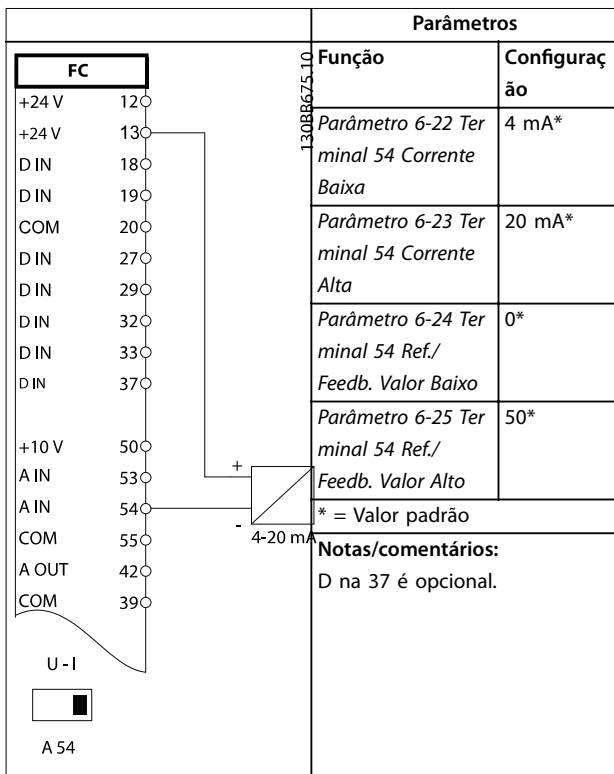 FC
+24 V 12
+24 V 13
D IN 18
D IN 19
COM 20
D IN 27
D IN 29
D IN 32
D IN 33
D IN 37
+10 V 50
A IN 53
A IN 54
COM 55
A OUT 42
COM 39
U - I
A 54
+
-
4-20 mA
130BB675.10
Parâmetros
Função Configuraç
ão
Parâmetro 6-22 Ter 4 mA*
minal 54 Corrente
Baixa
Parâmetro 6-23 Ter 20 mA*
minal 54 Corrente
Alta
Parâmetro 6-24 Ter 0*
minal 54 Ref./
Feedb. Valor Baixo
Parâmetro 6-25 Ter 50*
minal 54 Ref./
Feedb. Valor Alto
* = Valor padrão
Notas/comentários:
D na 37 é opcional.